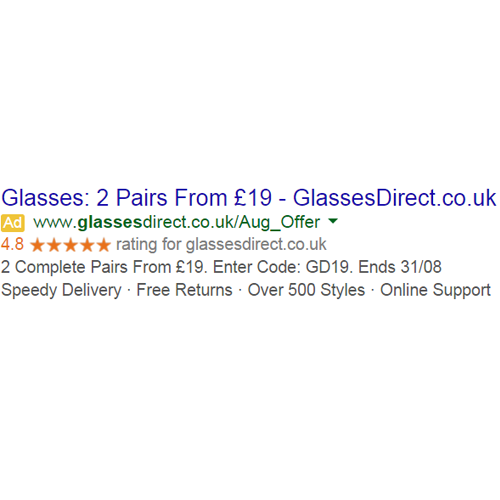 Glasses: 2 Pairs From £19 - GlassesDirect.co.uk
Ad www.glassesdirect.co.uk/Aug_Offer
4.8 ★★★★★ rating for glassesdirect.co.uk
2 Complete Pairs From £19. Enter Code: GD19. Ends 31/08
Speedy Delivery · Free Returns · Over 500 Styles · Online Support